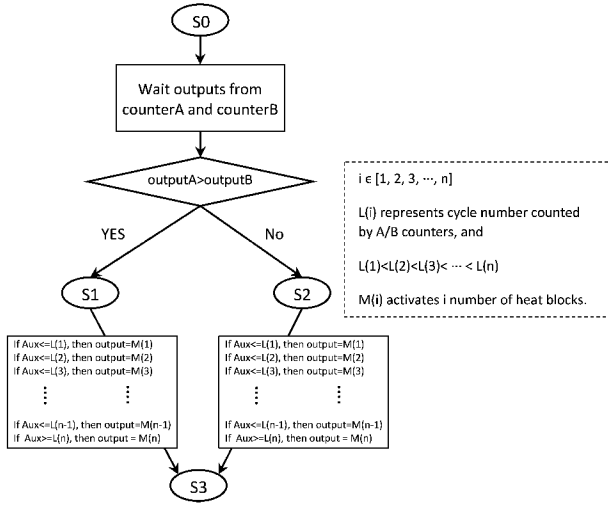 S0
Wait outputs from
counterA and counterB
outputA>outputB
YES
No
S1
S2
If Aux<=L(1), then output=M(1)
If Aux<=L(2), then output=M(2)
If Aux<=L(3), then output=M(3)
If Aux<=L(n-1), then output=M(n-1)
If Aux>=L(n), then output = M(n)
If Aux<=L(1), then output=M(1)
If Aux<=L(2), then output=M(2)
If Aux<=L(3), then output=M(3)
If Aux<=L(n-1), then output=M(n-1)
If Aux>=L(n), then output = M(n)
S3
i ϵ [1, 2, 3, ···, n]
L(i) represents cycle number counted
by A/B counters, and
L(1)<L(2)<L(3)< ··· < L(n)
M(i) activates i number of heat blocks.